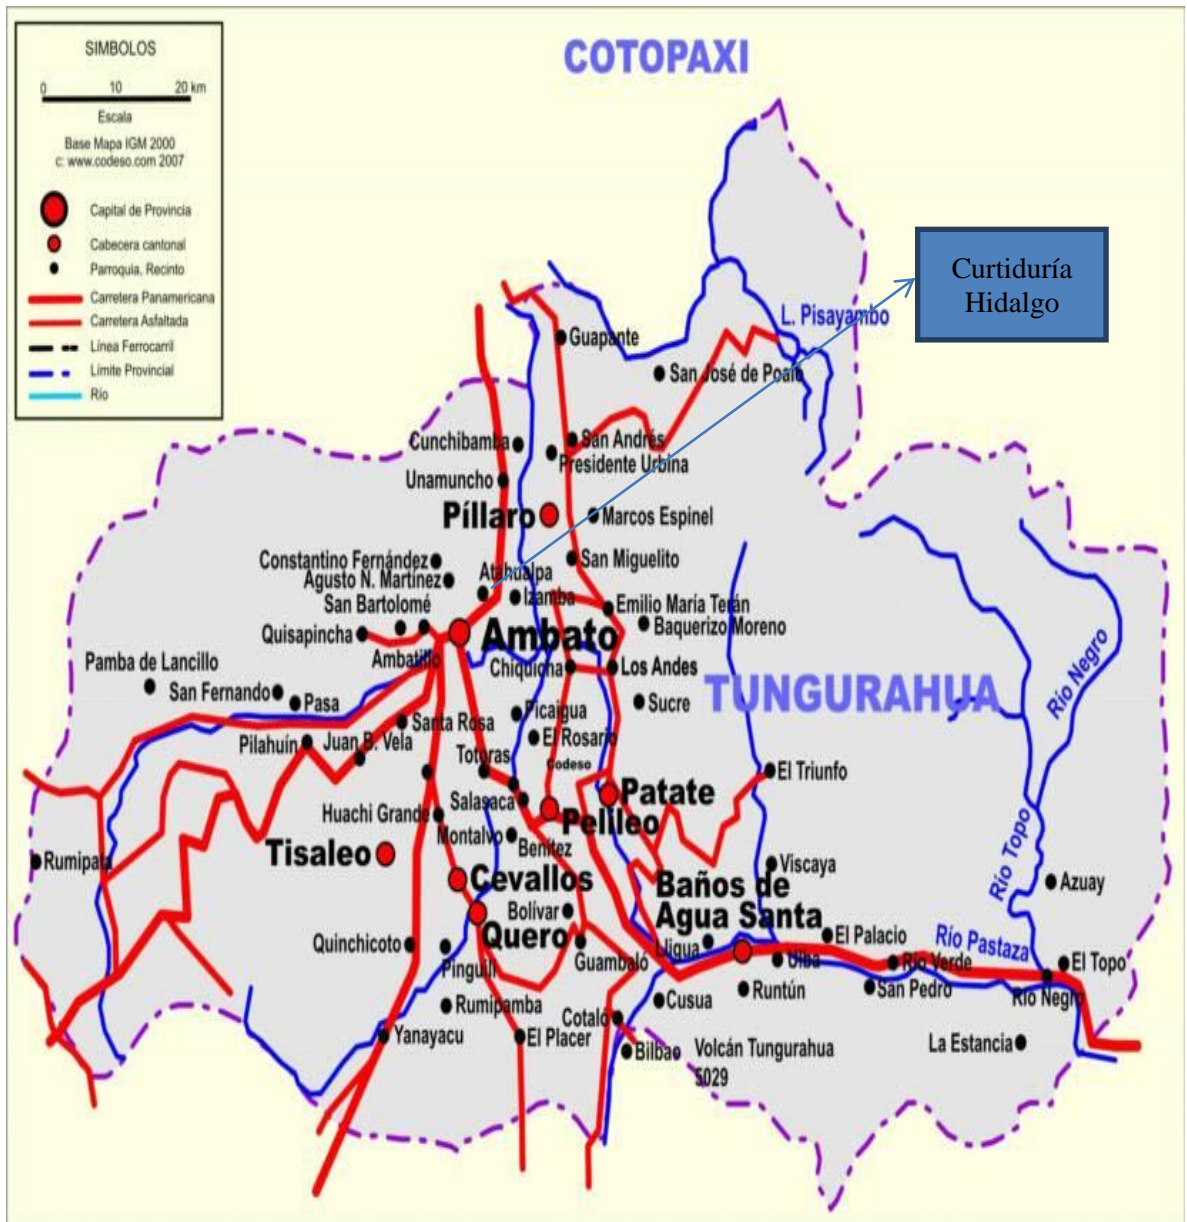 SIMBOLOS
0 10 20 km
Escala
Base Mapa IGM 2000
c: www.codeso.com 2007
Capital de Provincia
Cabecera cantonal
Parroquia, Recinto
Carretera Panamericana
Carretera Asfaltada
Línea Ferrocarril
Límite Provincial
Río
COTOPAXI
Curtiduría
Hidalgo
L. Pisayambo
Guapante
San José de Poaló
Cunchibamba
San Andrés
Presidente Urbina
Unamuncho
Píllaro
Marcos Espinel
Constantino Fernández
San Miguelito
Agusto N. Martínez
Atahualpa
Izamba
San Bartolomé
Emilio María Terán
Quisapincha
Ambato
Baquerizo Moreno
Pamba de Lancillo
Ambatillo
Chiquicha
Los Andes
San Fernando
Pasa
TUNGURAHUA
Río Negro
Sucre
Picaigua
Santa Rosa
Pilahuín
Juan B. Vela
El Rosario
Totoras
Codeso
El Triunfo
Patate
Salasaca
Pelileo
Huachi Grande
Montalvo
Benítez
Río Topo
Tisaleo
Rumipata
Viscaya
Cevallos
Baños de
Agua Santa
Azuay
Bolívar
Quero
Quinchicoto
Pinguilí
Guambaló
Lligua
El Palacio
Río Pastaza
Ulba
Río Verde
El Topo
Runtún
San Pedro
Río Negro
Cusua
Rumipamba
Cotaló
Yanayacu
El Placer
Bilbao
Volcán Tungurahua
5029
La Estancia